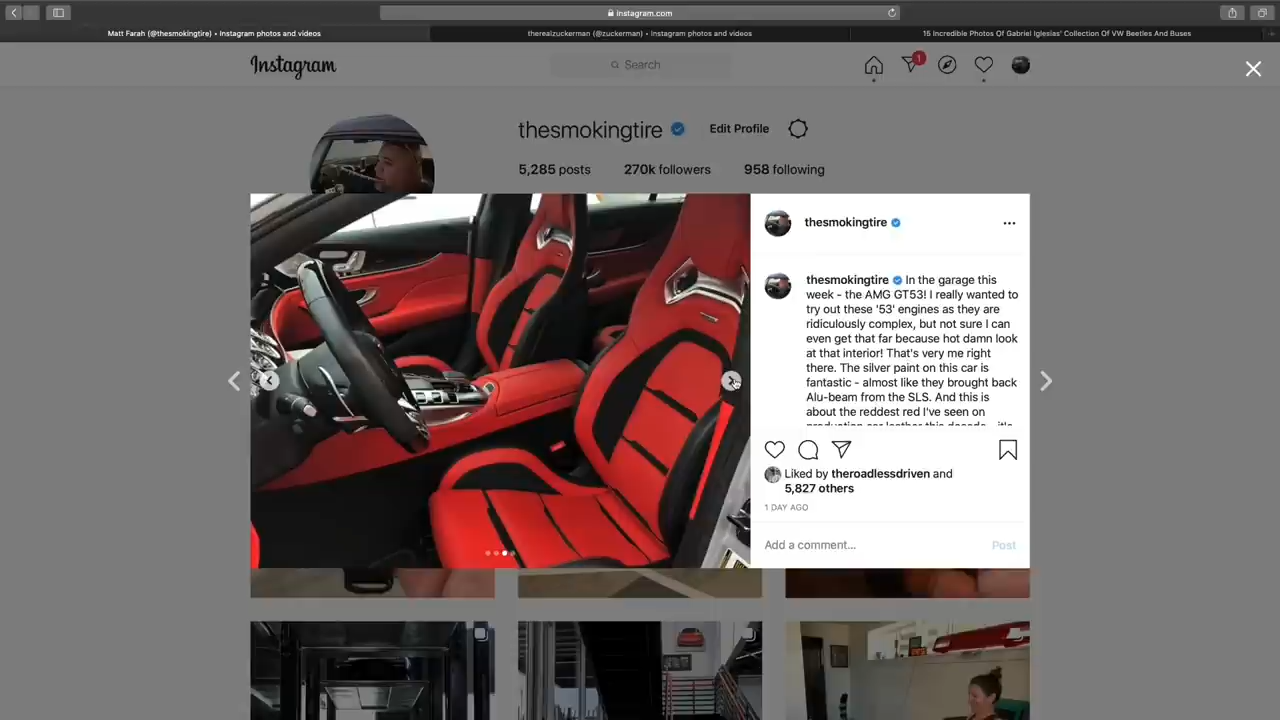 instagram.com
Matt Farah (@thesmokingtire) • Instagram photos and videos
therealzuckerman (@zuckerman) • Instagram photos and videos
15 Incredible Photos Of Gabriel Iglesias' Collection Of VW Beetles And Buses
Instagram
Search
1
thesmokingtire
Edit Profile
5,285 posts
270k followers
958 following
thesmokingtire
thesmokingtire In the garage this
week - the AMG GT53! I really wanted to
try out these '53' engines as they are
ridiculously complex, but not sure I can
even get that far because hot damn look
at that interior! That's very me right
there. The silver paint on this car is
fantastic - almost like they brought back
Alu-beam from the SLS. And this is
about the reddest red I've seen on
production car leather this decade - it's
Liked by theroadlessdriven and
5,827 others
1 DAY AGO
Add a comment...
Post